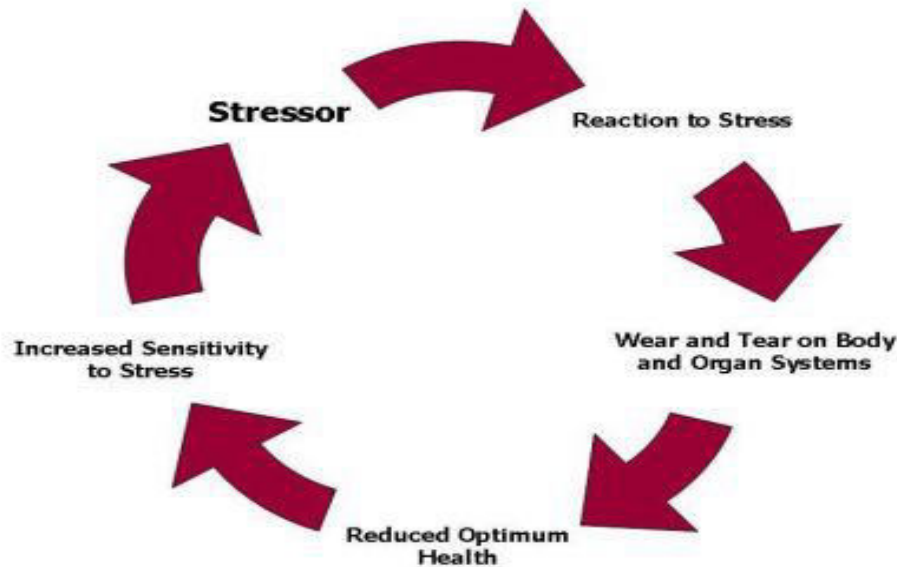 Stressor
Reaction to Stress
Wear and Tear on Body
and Organ Systems
Reduced Optimum
Health
Increased Sensitivity
to Stress